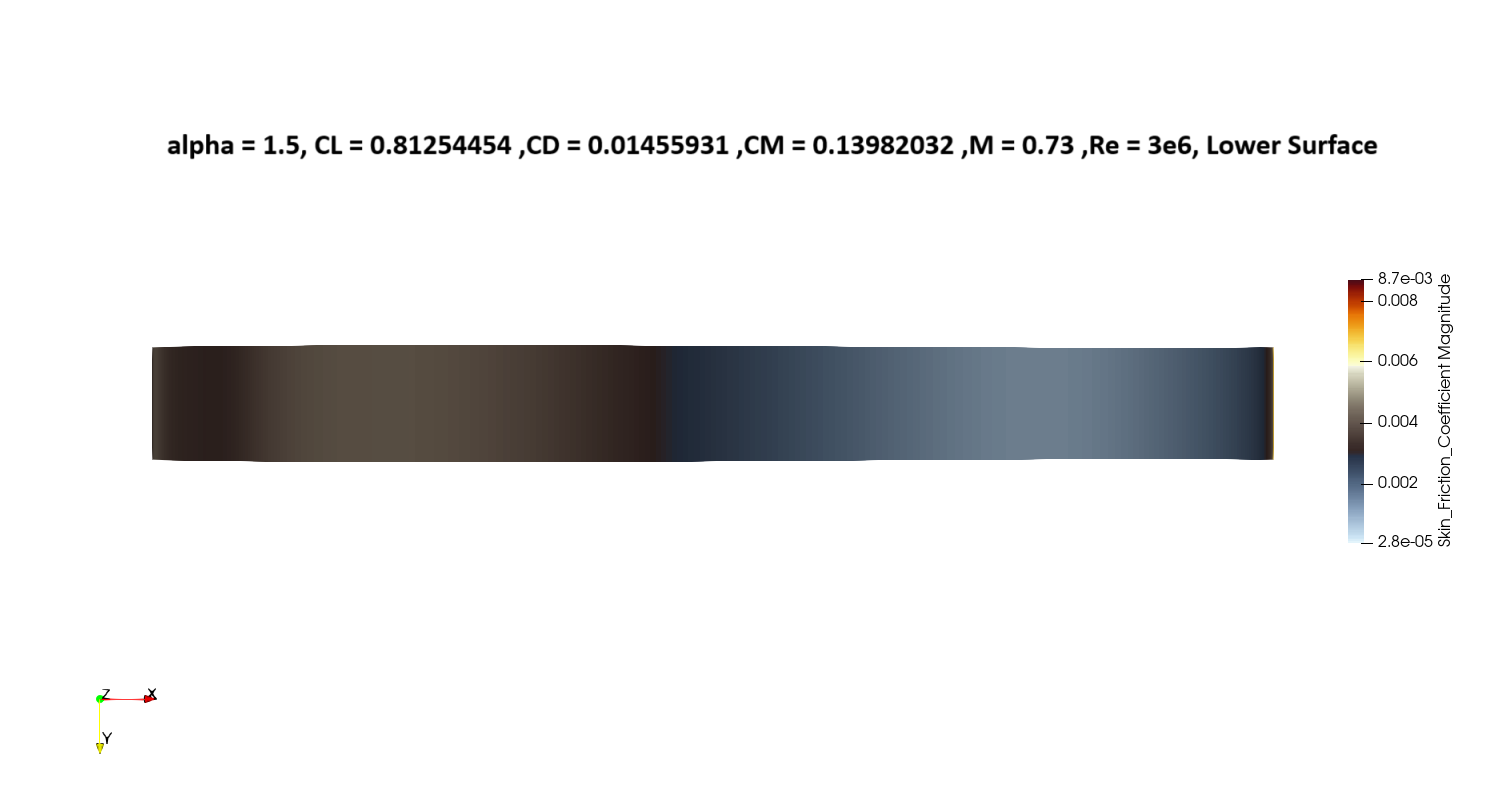 alpha = 1.5, CL = 0.81254454 ,CD = 0.01455931 ,CM = 0.13982032 ,M = 0.73 ,Re = 3e6, Lower Surface
8.7e-03
0.008
0.006
0.004
0.002
2.8e-05
Skin_Friction_Coefficient Magnitude
Z
X
Y